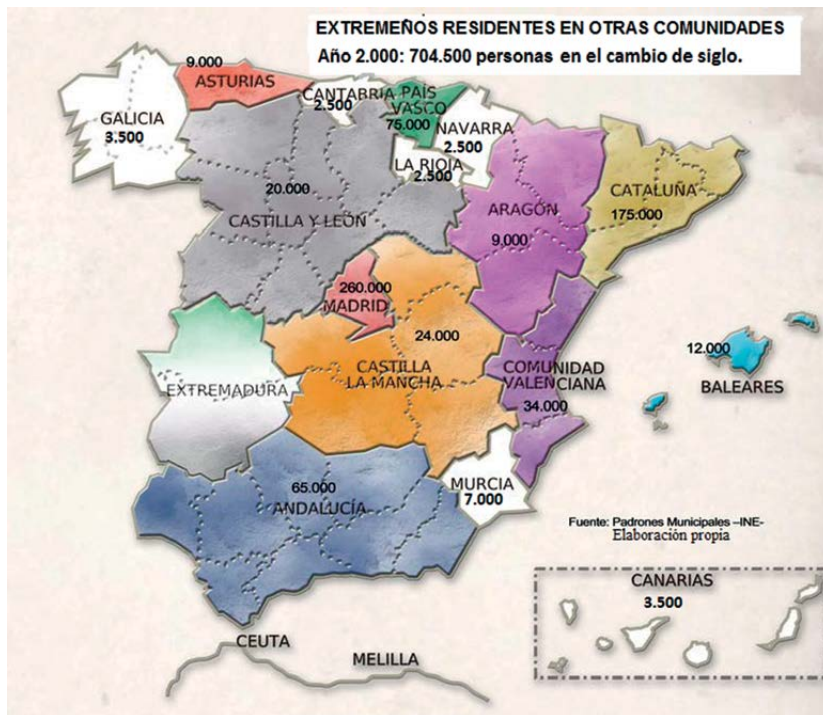 EXTREMEÑOS RESIDENTES EN OTRAS COMUNIDADES
Año 2.000: 704.500 personas en el cambio de siglo.
9.000
ASTURIAS
CANTABRIA
2.500
PAÍS
VASCO
75.000
GALICIA
3.500
NAVARRA
2.500
LA RIOJA
2.500
20.000
CASTILLA Y LEÓN
ARAGÓN
9.000
CATALUÑA
175.000
260.000
MADRID
24.000
CASTILLA
LA MANCHA
COMUNIDAD
VALENCIANA
34.000
12.000
BALEARES
EXTREMADURA
65.000
ANDALUCÍA
MURCIA
7.000
Fuente: Padrones Municipales –INE-
Elaboración propia
CANARIAS
3.500
CEUTA
MELILLA